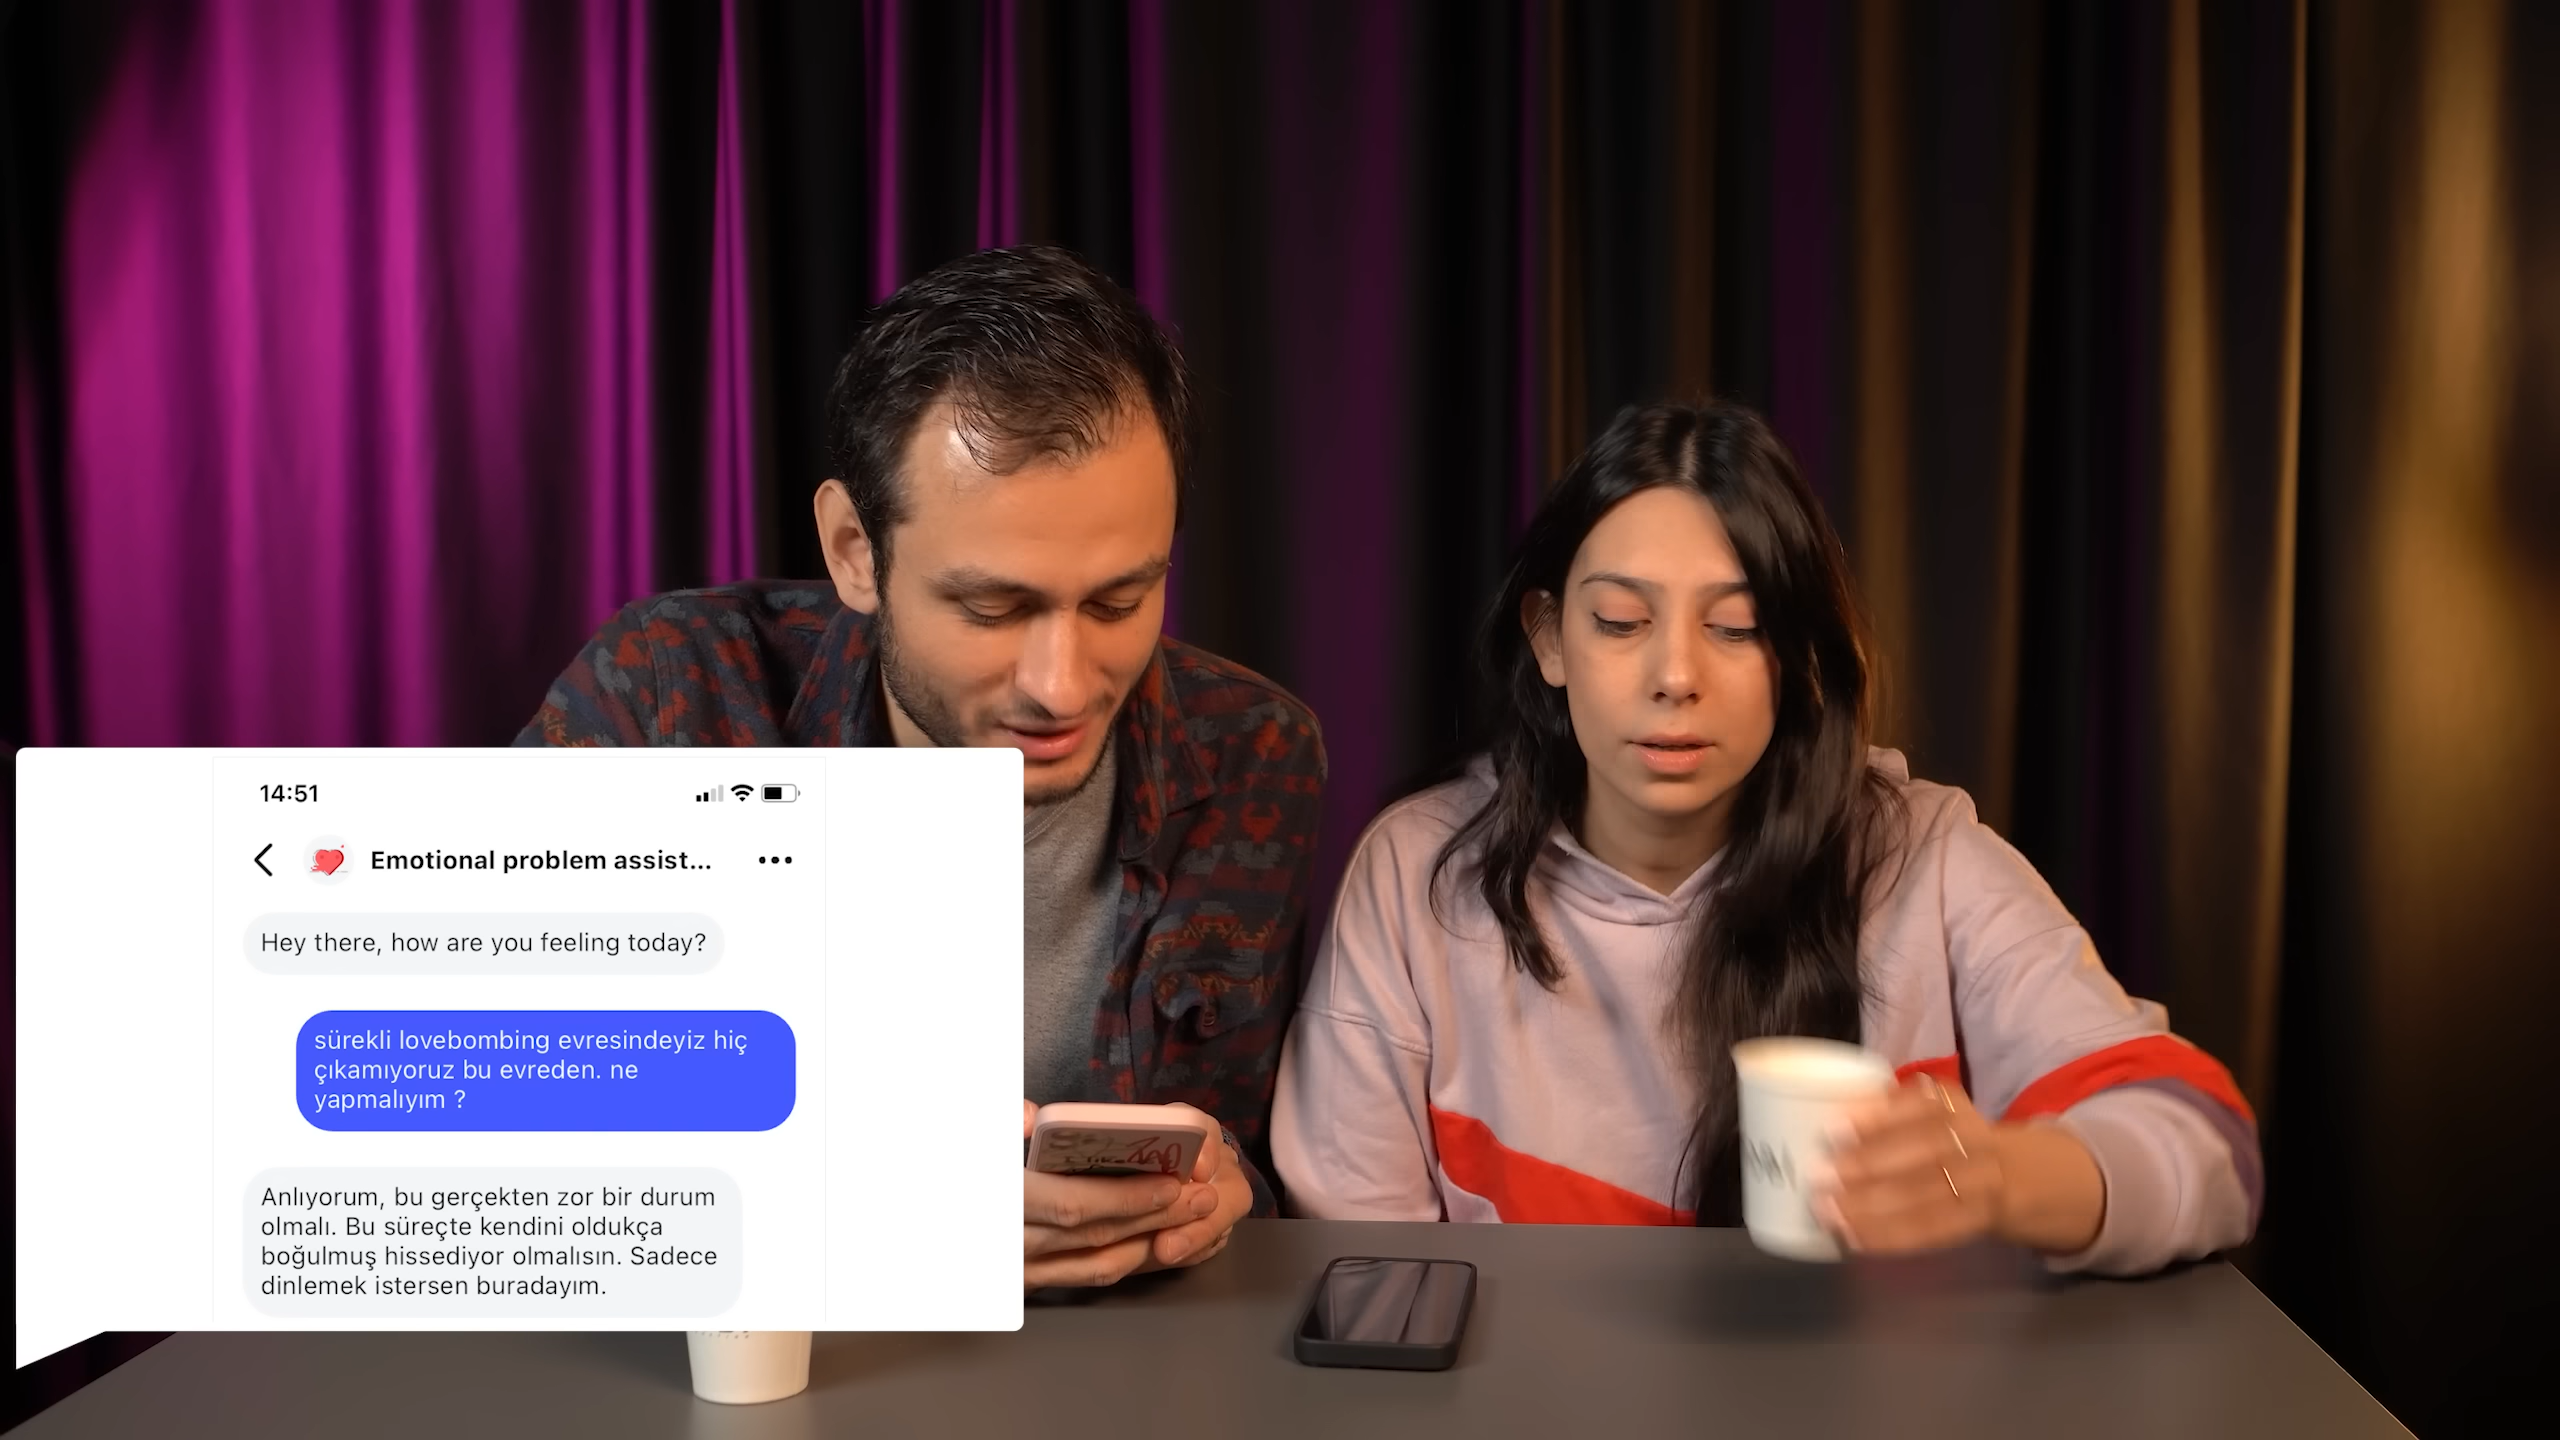 14:51
Emotional problem assist...
Hey there, how are you feeling today?
sürekli lovebombing evresindeyiz hiç
çıkamıyoruz bu evreden. ne
yapmalıyım ?
Anlıyorum, bu gerçekten zor bir durum
olmalı. Bu süreçte kendini oldukça
boğulmuş hissediyor olmalısın. Sadece
dinlemek istersen buradayım.